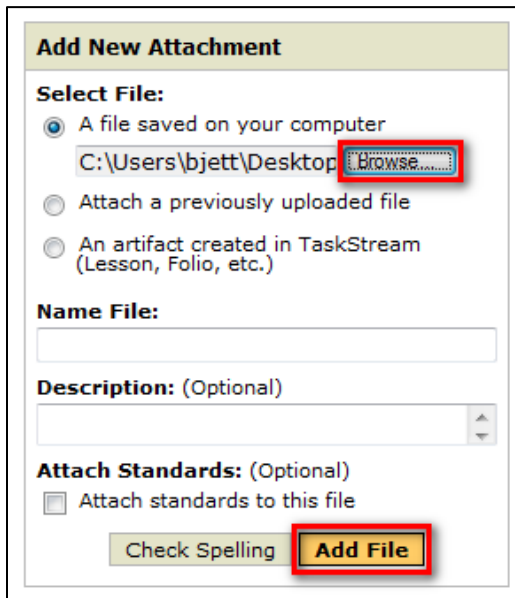 Add New Attachment
Select File:
A file saved on your computer
C:\Users\bjett\Desktop Browse...
Attach a previously uploaded file
An artifact created in TaskStream
(Lesson, Folio, etc.)
Name File:
Description: (Optional)
Attach Standards: (Optional)
Attach standards to this file
Check Spelling Add File